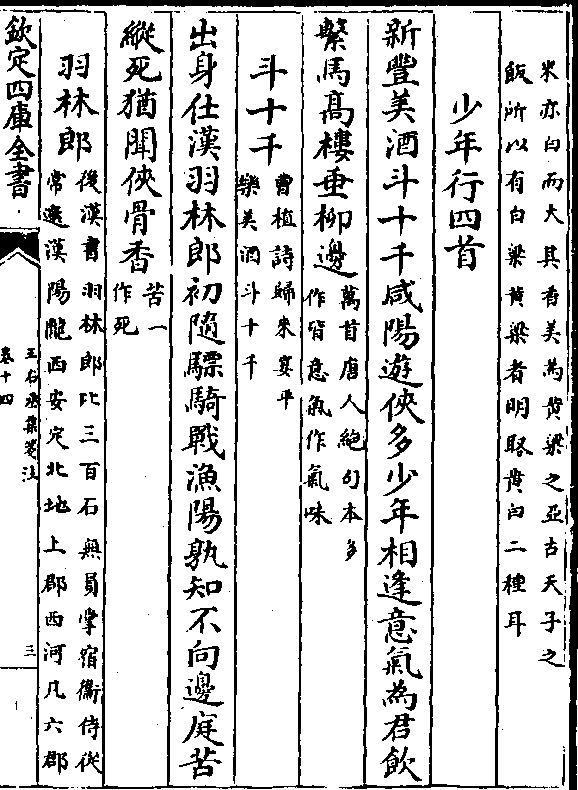 米亦白而大其香美為黄粱之亞古天子之
飯所以有白粱黄粱者明取黄白二種耳
少年行四首
新豐美酒斗十千咸陽遊俠多少年相逢意氣為君飲
繫馬髙樓垂柳邊
萬首唐人絶句本多
作皆意氣作氣味
斗十千
曹植詩歸來宴平
樂美酒斗十千
出身仕漢羽林郎初隨驃騎戰漁陽孰知不向邊庭苦
縱死猶聞俠骨香
苦一
作死
羽林郎
後漢書羽林郎比三百石無員掌宿衞侍從
常選漢陽隴西安定北地上郡西河凡六郡
欽定四庫全書
王右丞集箋注
卷十四
三